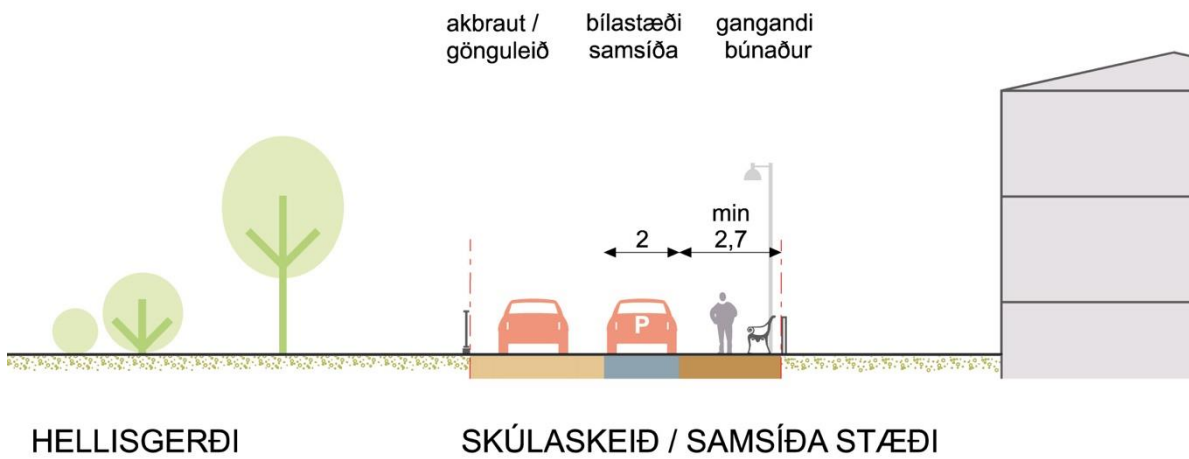 akbraut /
gönguleið
bílastæði
samsíða
gangandi
búnaður
min
2
2,7
P
HELLISGERÐI
SKÚLASKEIÐ / SAMSÍÐA STÆÐI